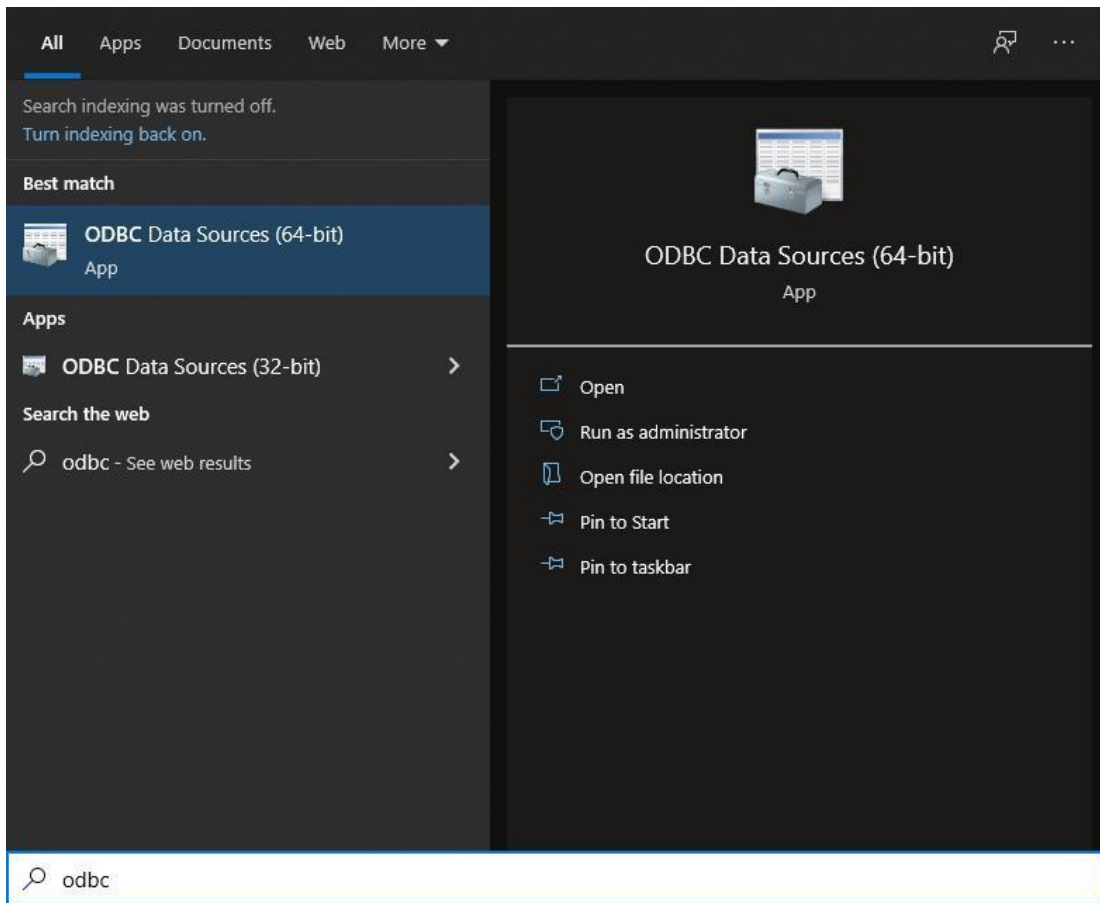 All Apps Documents Web More
Search indexing was turned off.
Turn indexing back on.
Best match
ODBC Data Sources (64-bit)
App
Apps
ODBC Data Sources (32-bit)
Search the web
odbc - See web results
ODBC Data Sources (64-bit)
App
Open
Run as administrator
Open file location
Pin to Start
Pin to taskbar
odbc